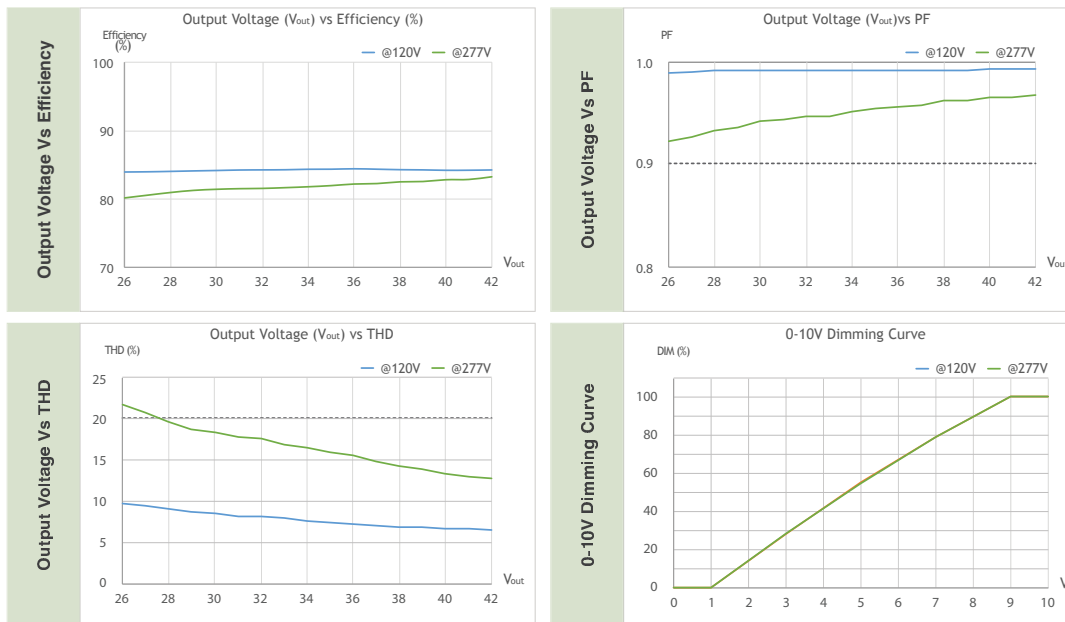 Output Voltage Vs Efficiency
Output Voltage (Vout) vs Efficiency (%)
Efficiency
(%)
@120V @277V
100
90
80
70
26 28 30 32 34 36 38 40 42
Vout
Output Voltage Vs PF
Output Voltage (Vout)vs PF
PF
@120V @277V
1.0
0.9
0.8
26 28 30 32 34 36 38 40 42
Vout
Output Voltage Vs THD
Output Voltage (Vout) vs THD
THD (%)
@120V @277V
25
20
15
10
5
0
26 28 30 32 34 36 38 40 42
Vout
0-10V Dimming Curve
0-10V Dimming Curve
DIM (%)
@120V @277V
100
80
60
40
20
0
0 1 2 3 4 5 6 7 8 9 10
V